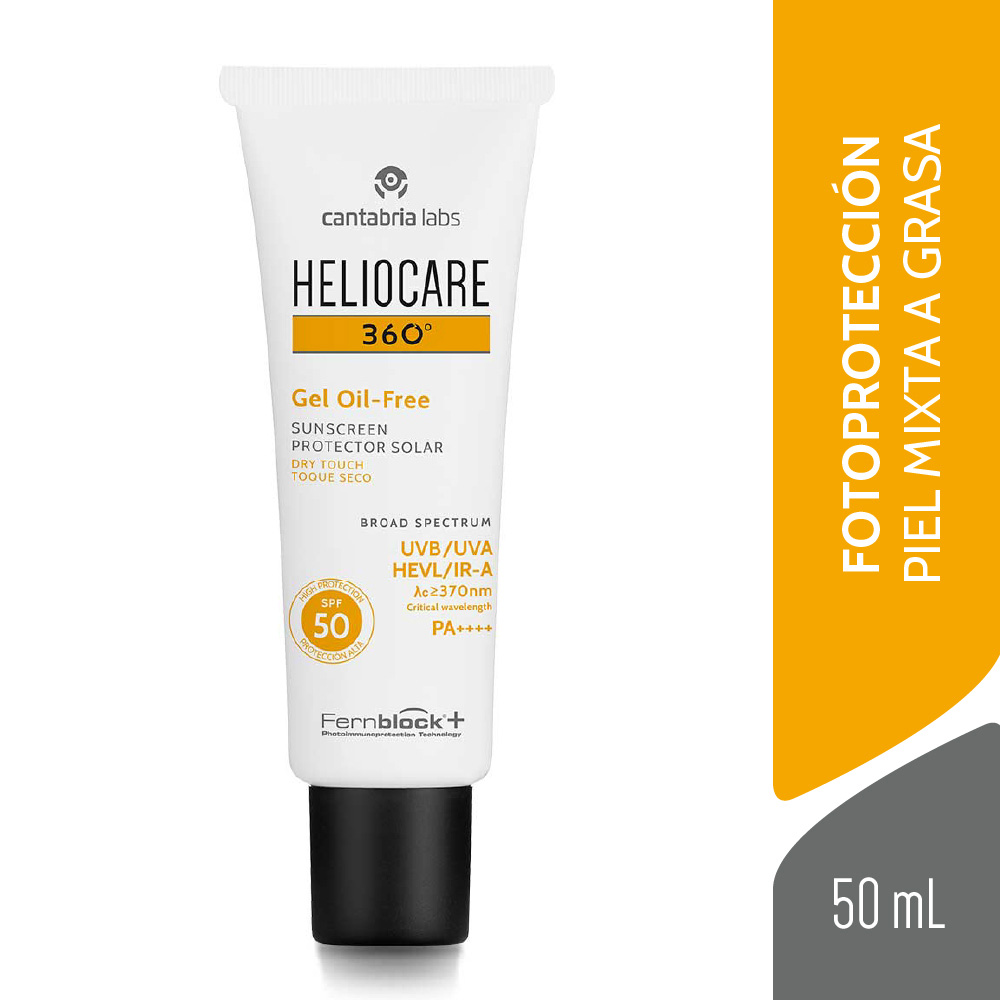 cantabria labs
HELIOCARE
360°
Gel Oil-Free
SUNSCREEN
PROTECTOR SOLAR
DRY TOUCH
TOQUE SECO
BROAD SPECTRUM
UVB/UVA
HEVL/IR-A
λc≥370nm
Critical wavelength
PA++++
HIGH PROTECTION
SPF
50
PROTECCIÓN ALTA
Fernblock®+
Photoimmunoprotection Technology
FOTOPROTECCIÓN
PIEL MIXTA A GRASA
50 mL